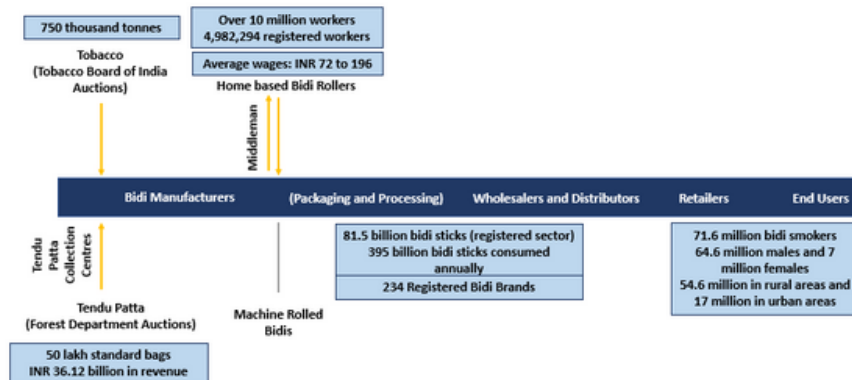 750 thousand tonnes
Tobacco
(Tobacco Board of India
Auctions)
Over 10 million workers
4,982,294 registered workers
Average wages: INR 72 to 196
Home based Bidi Rollers
Middleman
Bidi Manufacturers
(Packaging and Processing)
Wholesalers and Distributors
Retailers
End Users
Tendu
Patta
Collection
Centres
Tendu Patta
(Forest Department Auctions)
50 lakh standard bags
INR 36.12 billion in revenue
Machine Rolled
Bidis
81.5 billion bidi sticks (registered sector)
395 billion bidi sticks consumed
annually
234 Registered Bidi Brands
71.6 million bidi smokers
64.6 million males and 7
million females
54.6 million in rural areas and
17 million in urban areas